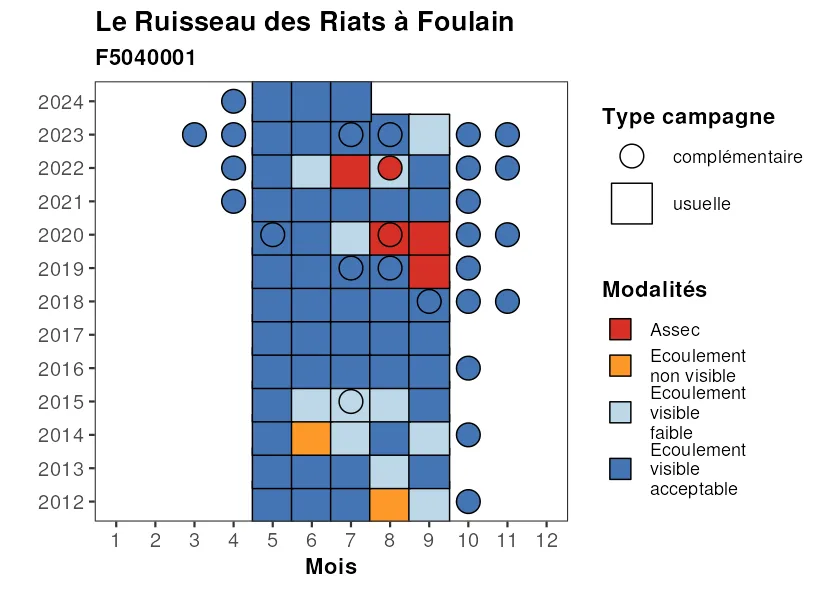 Le Ruisseau des Riats à Foulain
F5040001
2024
2023
2022
2021
2020
2019
2018
2017
2016
2015
2014
2013
2012
1 2 3 4 5 6 7 8 9 10 11 12
Mois
Type campagne
complémentaire
usuelle
Modalités
Assec
Ecoulement
non visible
Ecoulement
visible
faible
Ecoulement
visible
acceptable